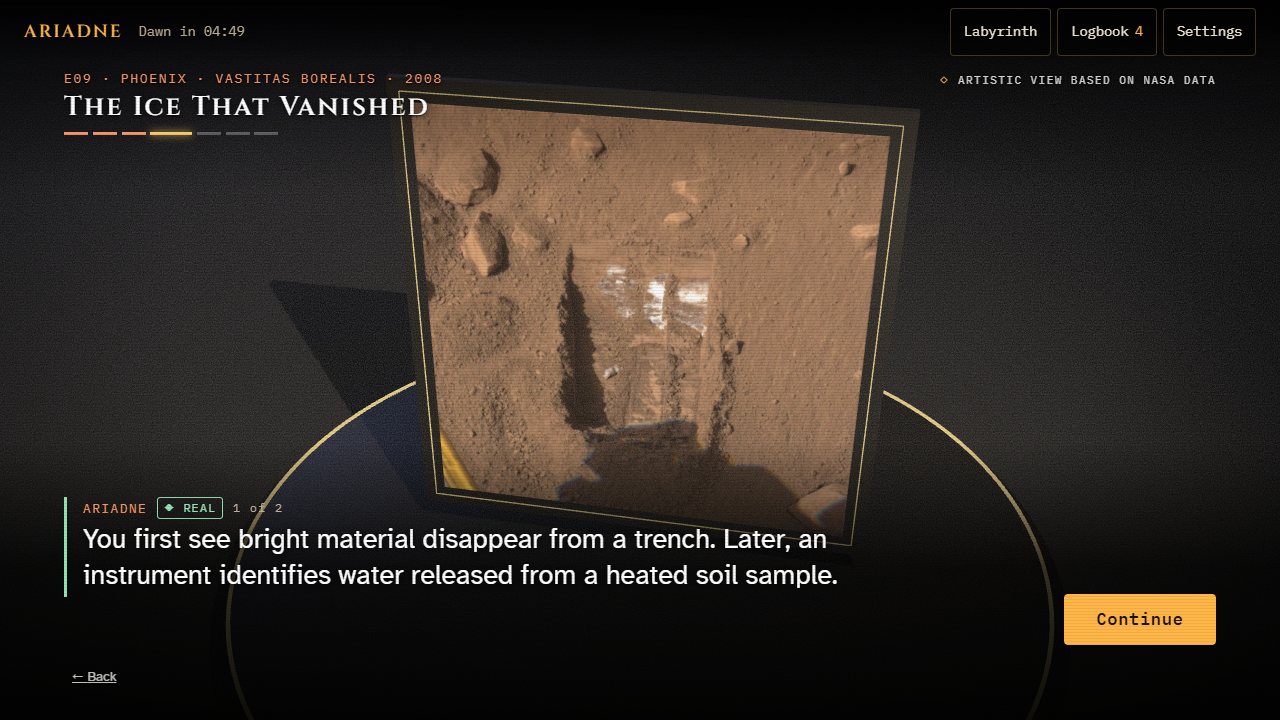 ARIADNE Dawn in 04:49
Labyrinth Logbook 4 Settings
E09 · PHOENIX · VASTITAS BOREALIS · 2008
◇ ARTISTIC VIEW BASED ON NASA DATA
The Ice That Vanished
ARIADNE ◆ REAL 1 of 2
You first see bright material disappear from a trench. Later, an
instrument identifies water released from a heated soil sample.
Continue
← Back